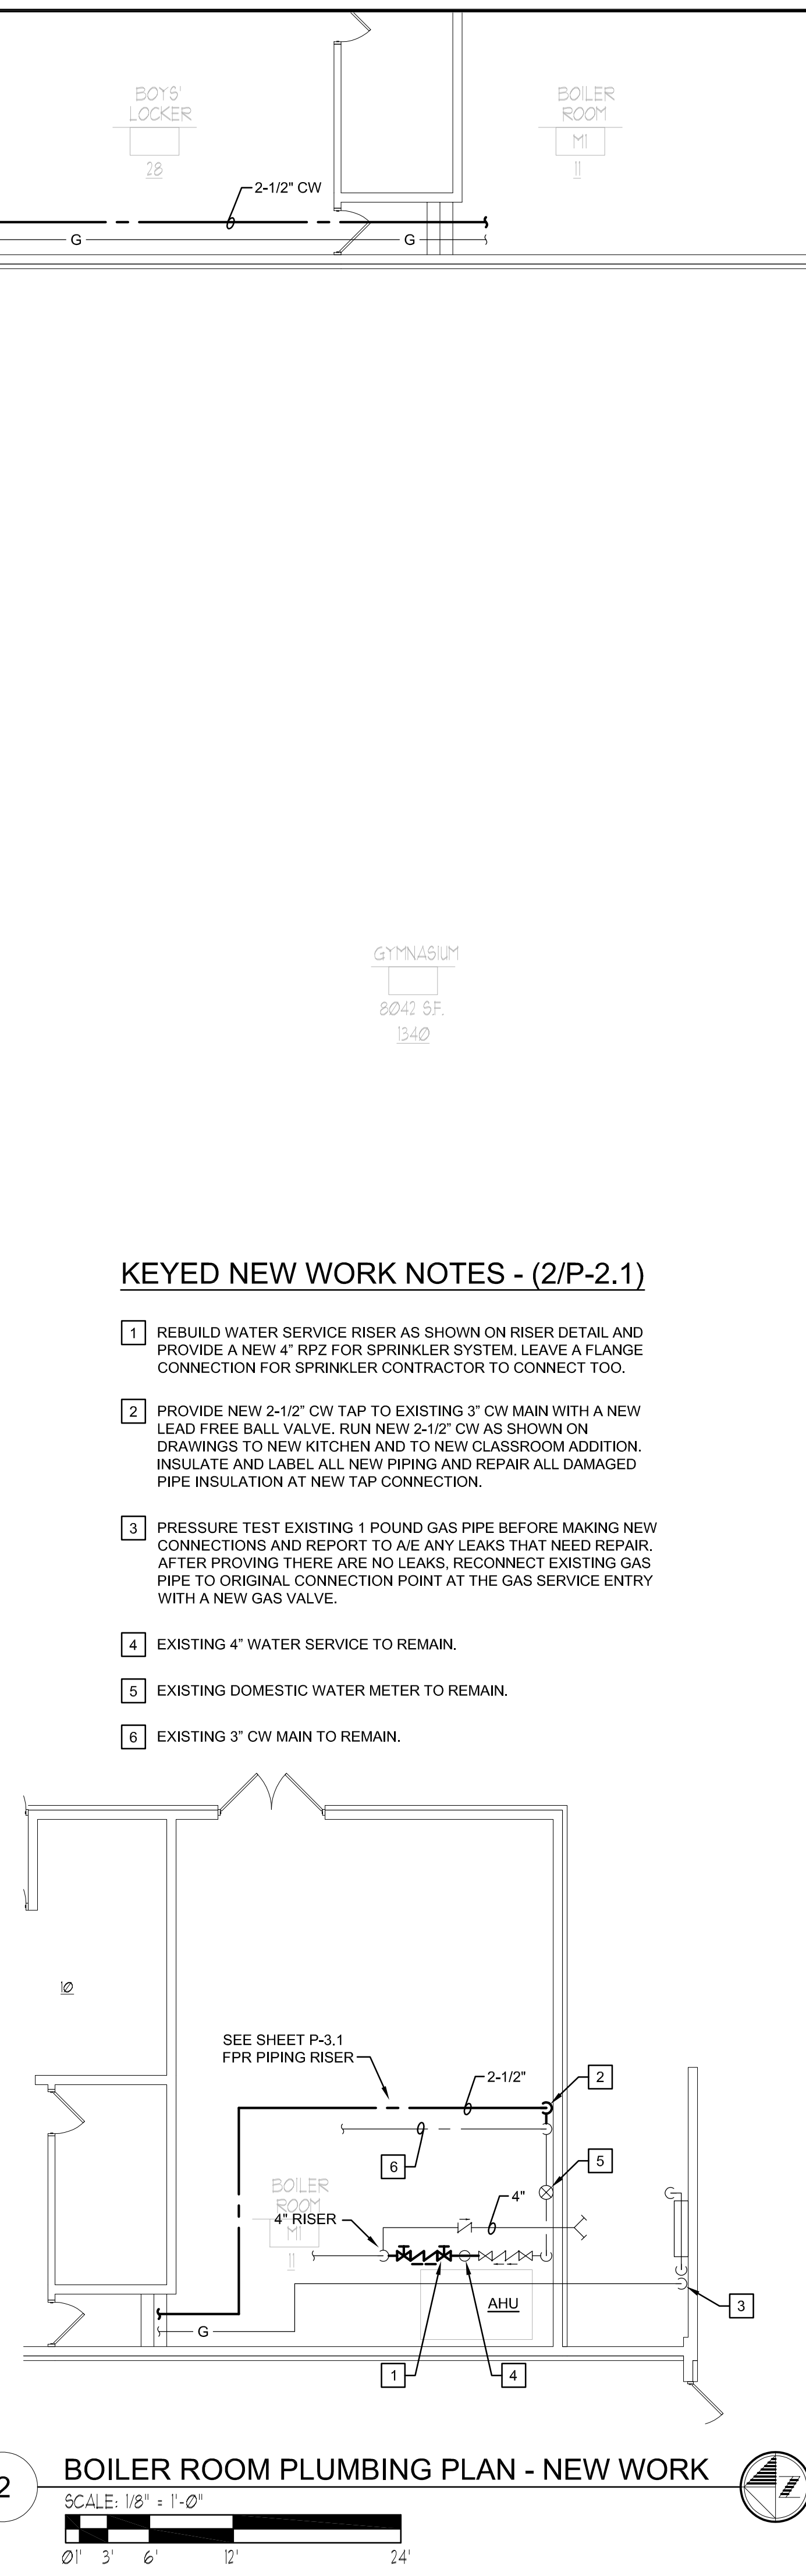 BOYS'
LOCKER
28
BOILER
ROOM
M1
11
2-1/2" CW
G
G
GYMNASIUM
8042 S.F.
1340
KEYED NEW WORK NOTES - (2/P-2.1)
1 REBUILD WATER SERVICE RISER AS SHOWN ON RISER DETAIL AND
PROVIDE A NEW 4” RPZ FOR SPRINKLER SYSTEM. LEAVE A FLANGE
CONNECTION FOR SPRINKLER CONTRACTOR TO CONNECT TOO.
2 PROVIDE NEW 2-1/2” CW TAP TO EXISTING 3” CW MAIN WITH A NEW
LEAD FREE BALL VALVE. RUN NEW 2-1/2” CW AS SHOWN ON
DRAWINGS TO NEW KITCHEN AND TO NEW CLASSROOM ADDITION.
INSULATE AND LABEL ALL NEW PIPING AND REPAIR ALL DAMAGED
PIPE INSULATION AT NEW TAP CONNECTION.
3 PRESSURE TEST EXISTING 1 POUND GAS PIPE BEFORE MAKING NEW
CONNECTIONS AND REPORT TO A/E ANY LEAKS THAT NEED REPAIR.
AFTER PROVING THERE ARE NO LEAKS, RECONNECT EXISTING GAS
PIPE TO ORIGINAL CONNECTION POINT AT THE GAS SERVICE ENTRY
WITH A NEW GAS VALVE.
4 EXISTING 4” WATER SERVICE TO REMAIN.
5 EXISTING DOMESTIC WATER METER TO REMAIN.
6 EXISTING 3” CW MAIN TO REMAIN.
10
SEE SHEET P-3.1
FPR PIPING RISER
2-1/2"
2
6
5
BOILER
ROOM
M1
11
4" RISER
4"
AHU
3
G
1
4
2
BOILER ROOM PLUMBING PLAN - NEW WORK
SCALE: 1/8" = 1'-0"
0 1' 3' 6' 12' 24'